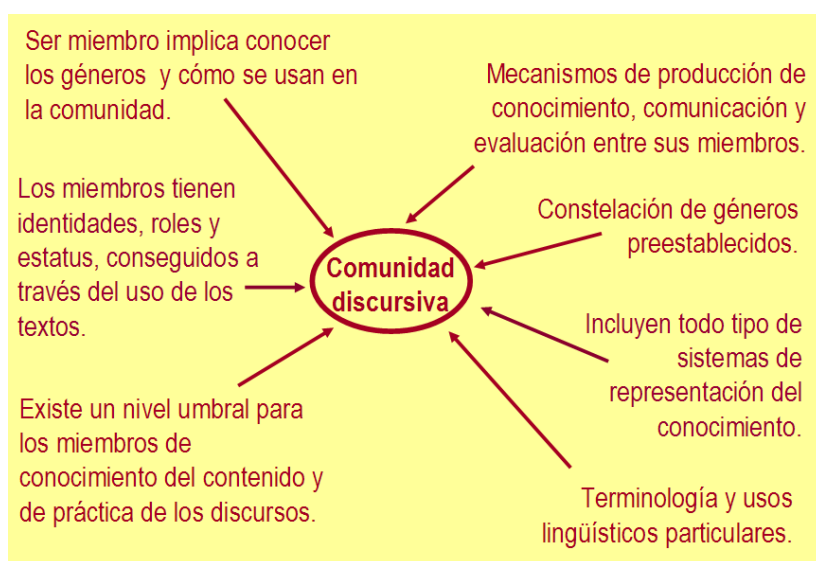 Ser miembro implica conocer
los géneros y cómo se usan en
la comunidad.
Mecanismos de producción de
conocimiento, comunicación y
evaluación entre sus miembros.
Los miembros tienen
identidades, roles y
estatus, conseguidos a
través del uso de los
textos.
Constelación de géneros
preestablecidos.
Comunidad
discursiva
Incluyen todo tipo de
sistemas de
representación del
conocimiento.
Existe un nivel umbral para
los miembros de
conocimiento del contenido y
de práctica de los discursos.
Terminología y usos
lingüísticos particulares.